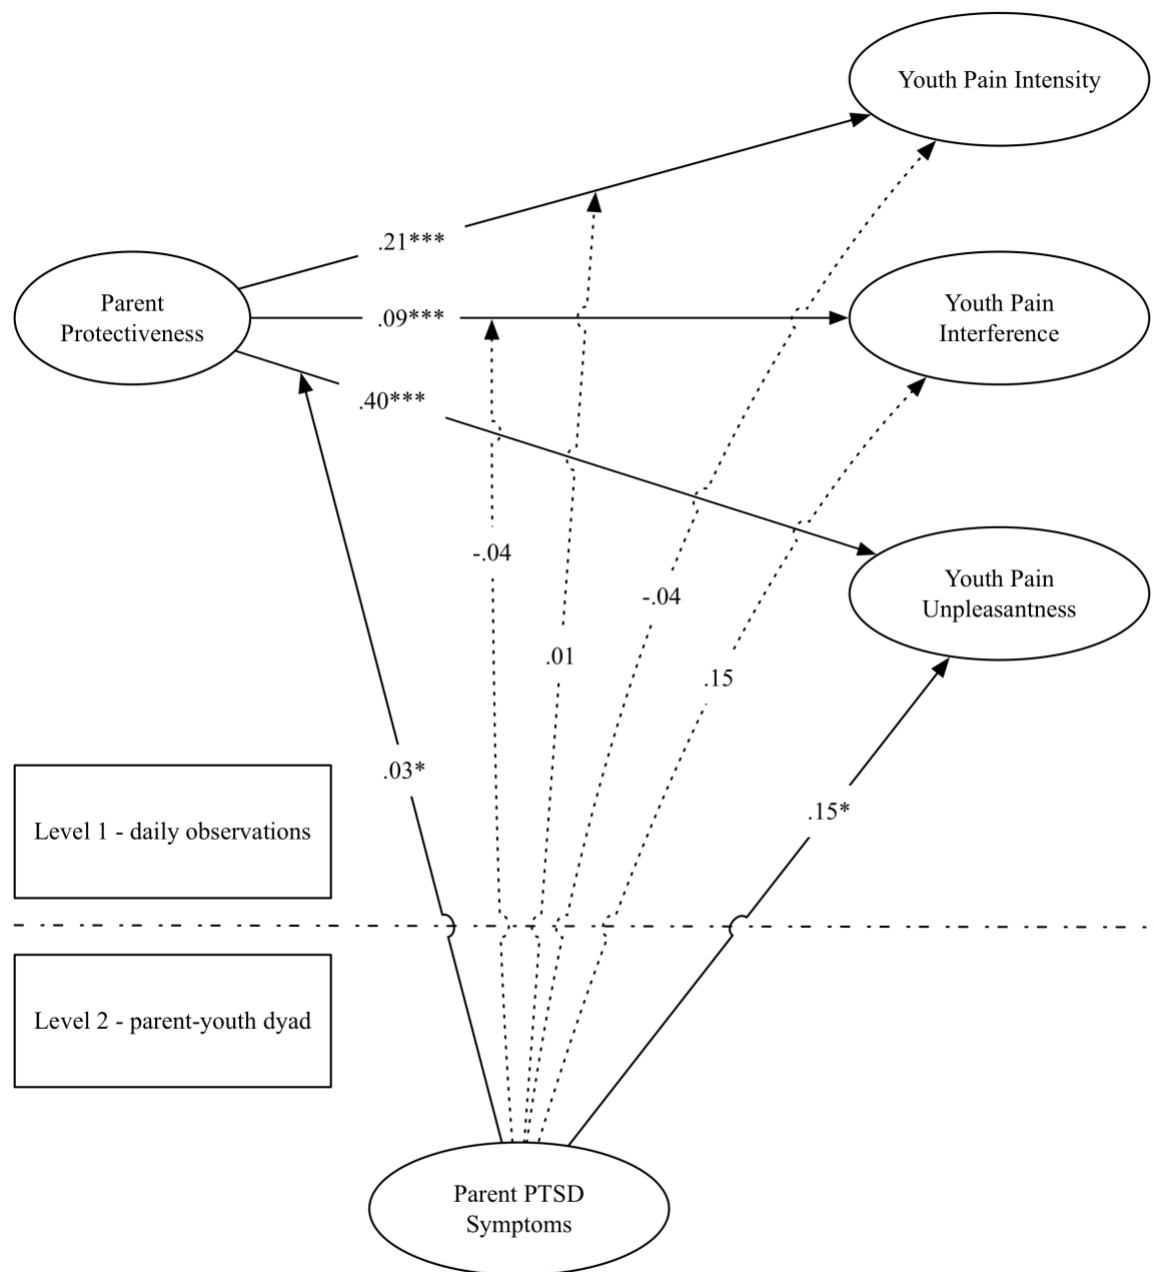 Youth Pain Intensity
.21***
Parent
Protectiveness
.09***
Youth Pain
Interference
.40***
-.04
-.04
Youth Pain
Unpleasantness
.01
.15
.03*
.15*
Level 1 - daily observations
Level 2 - parent-youth dyad
Parent PTSD
Symptoms